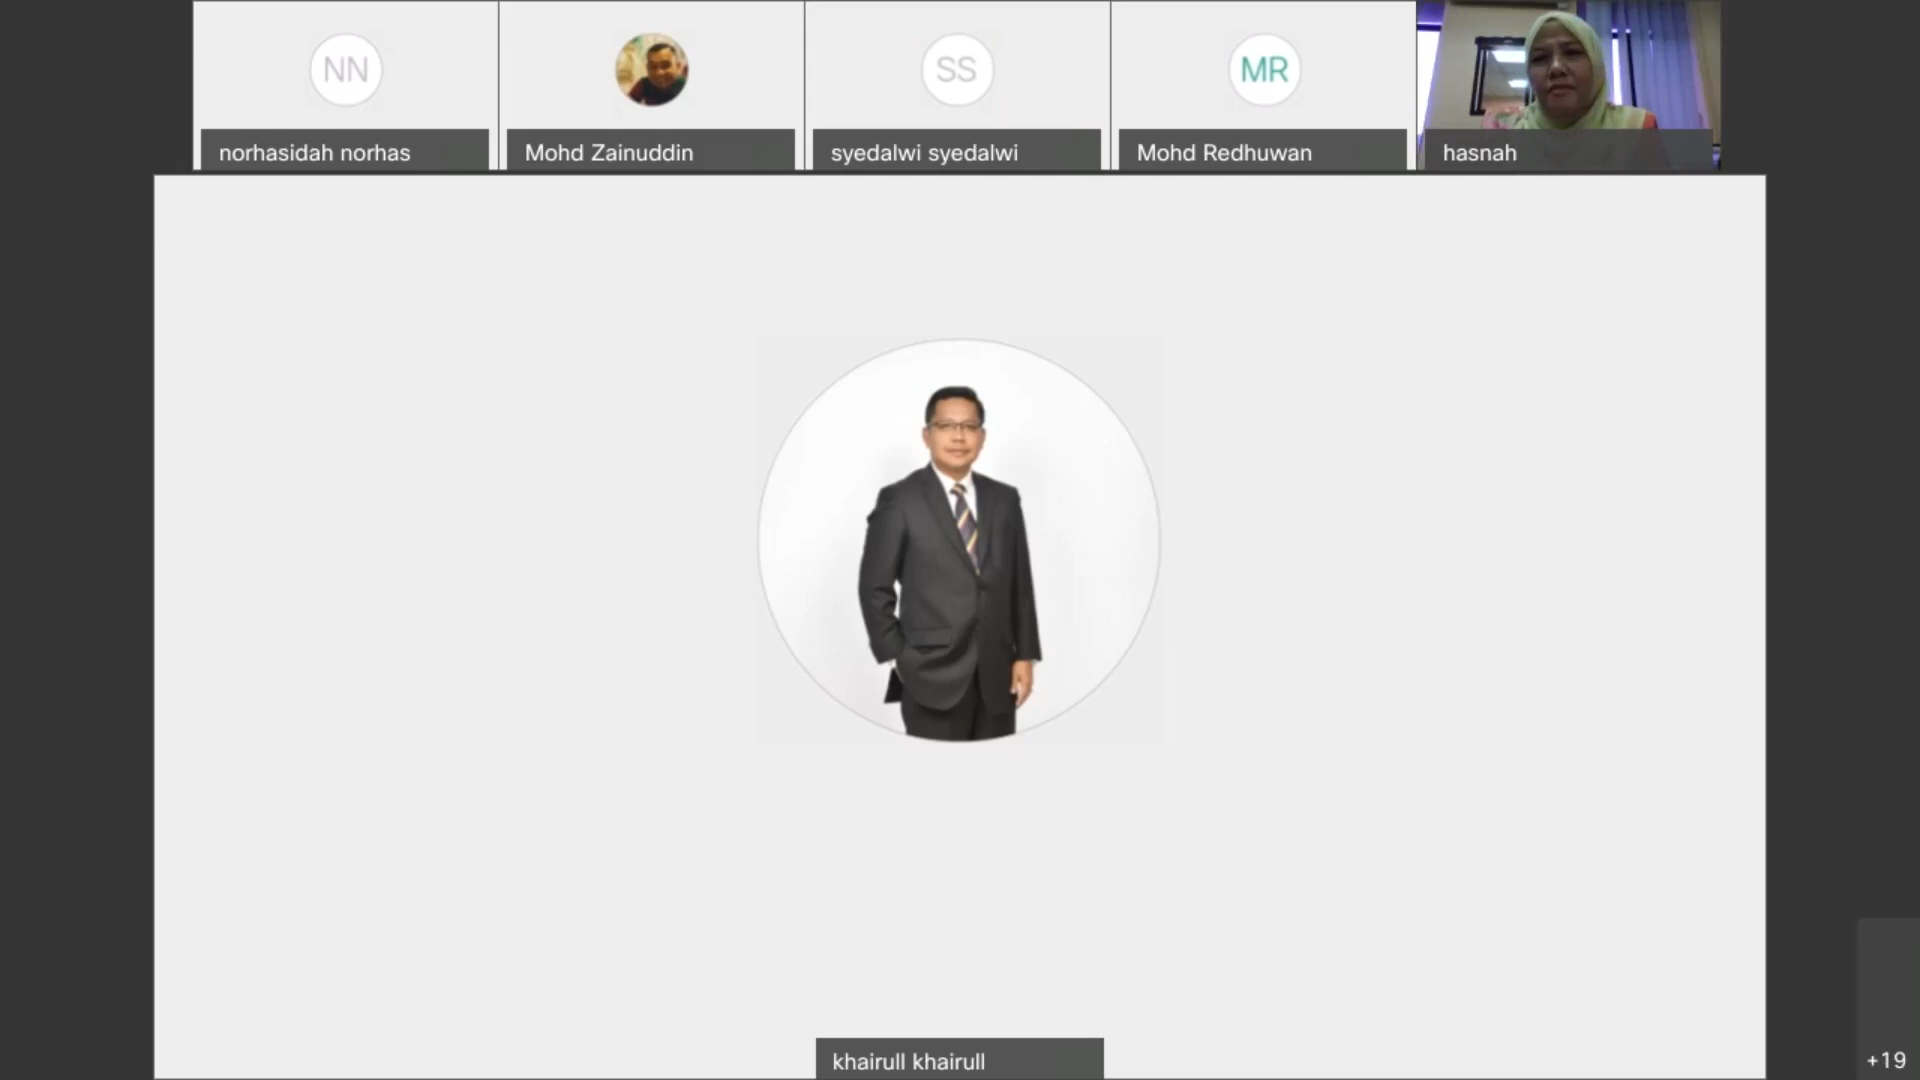 NN
SS
MR
norhasidah norhas
Mohd Zainuddin
syedalwi syedalwi
Mohd Redhuwan
hasnah
khairull khairull
+19